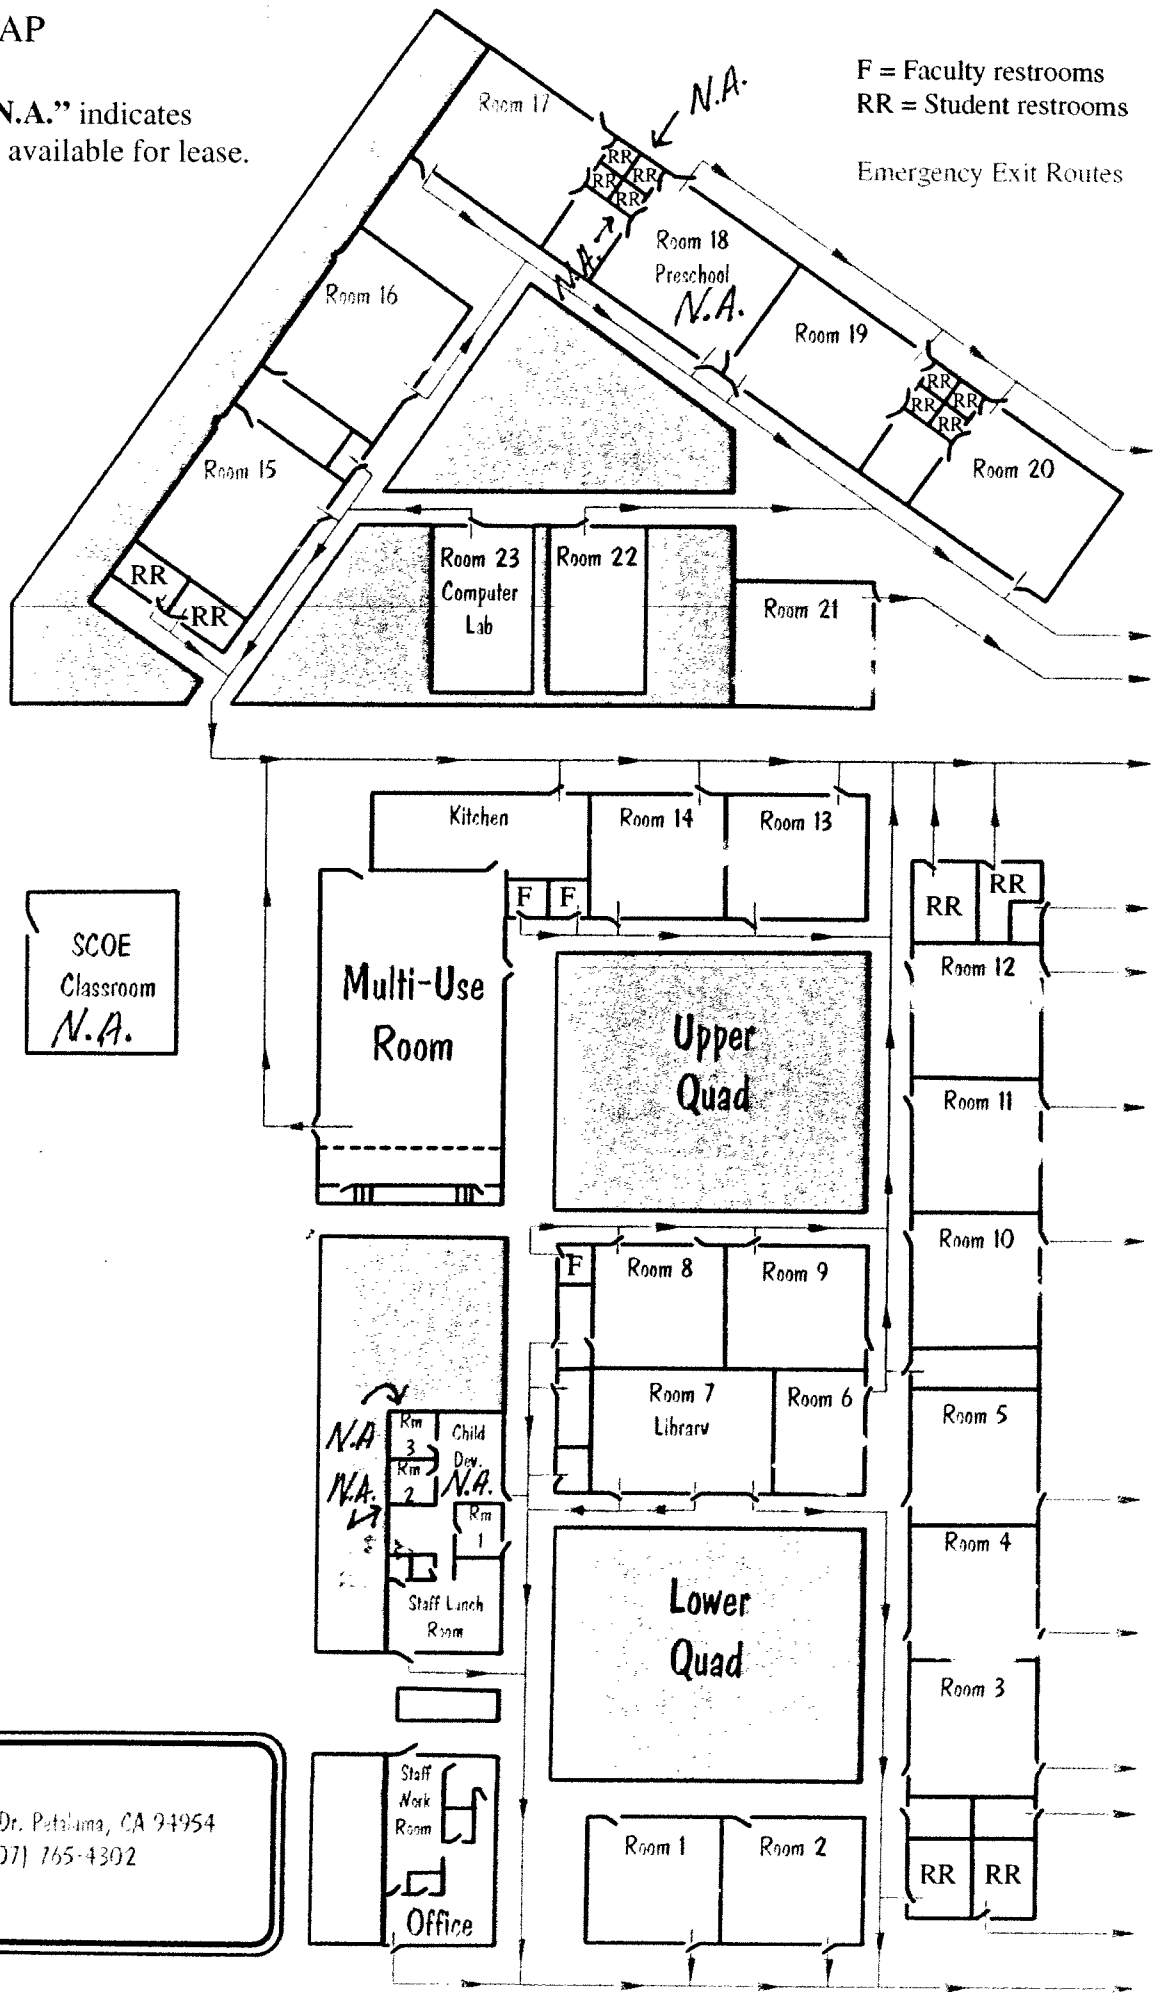 AP
N.A.” indicates
available for lease.
F = Faculty restrooms
RR = Student restrooms
Emergency Exit Routes
N.A.
Room 17
RR
RR
RR
RR
N.A.
Room 18
Preschool
N.A.
Room 16
Room 19
RR
RR
RR
RR
Room 20
Room 15
RR
RR
Room 23
Computer
Lab
Room 22
Room 21
Kitchen
Room 14
Room 13
F
F
RR
RR
SCOE
Classroom
N.A.
Multi-Use
Room
Upper
Quad
Room 12
Room 11
Room 10
F
Room 8
Room 9
Room 7
Library
Room 6
Room 5
N.A
Rm
3
Child
Dev.
N.A.
N.A.
Rm
2
Rm
1
Staff Lunch
Room
Lower
Quad
Room 4
Room 3
Staff
Work
Room
Office
Room 1
Room 2
RR
RR
Dr. Petaluma, CA 94954
07) 765-4302